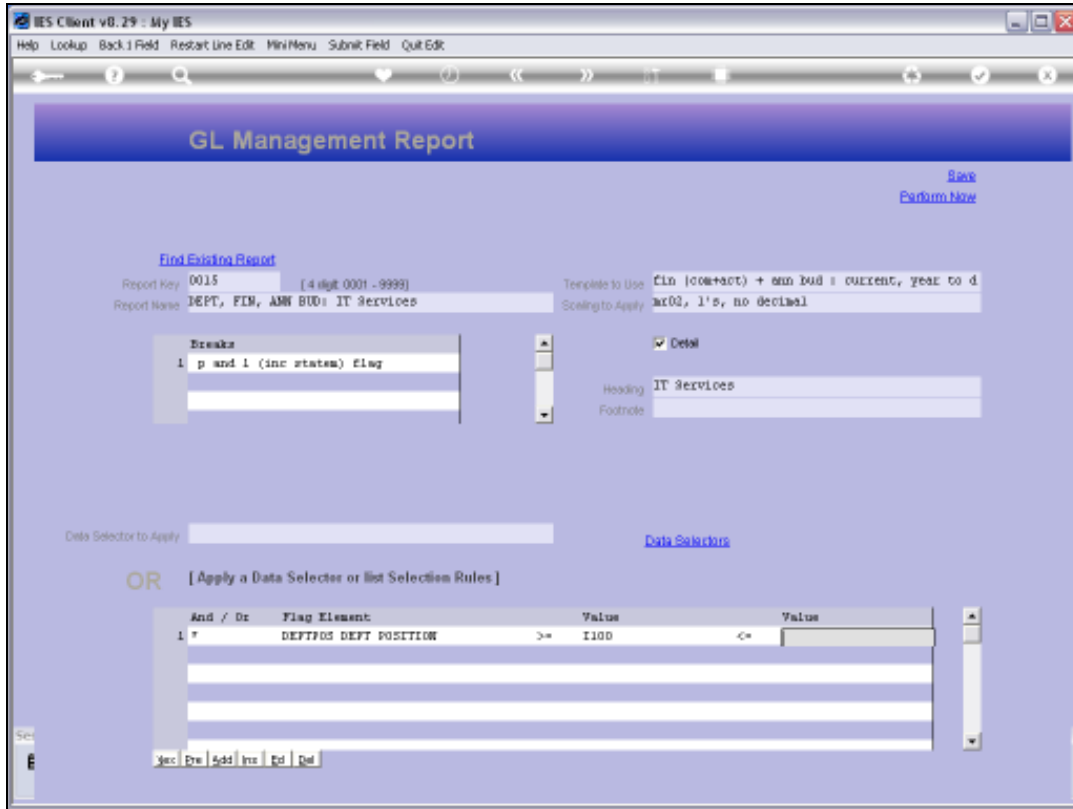 IES Client v8.29 : My IES
Help Lookup Back 1 Field Restart Line Edit MiniMenu Submit Field Quit Edit
GL Management Report
Save
Perform Now
Find Existing Report
Report Key 0015 [ 4 digit: 0001 - 9999] Template to Use fin (com+act) + ann bud : current, year to d
Report Name DEPT, FIN, ANN BUD: IT Services Scaling to Apply mr02, 1's, no decimal
Breaks Detail
1 p and l (inc statem) flag
Heading IT Services
Footnote
Data Selector to Apply Data Selectors
OR [ Apply a Data Selector or list Selection Rules ]
And / Or Flag Element Value Value
1 * DEPTPOS DEPT POSITION >= I100 <=
Nex Pre Add Ins Ed Del